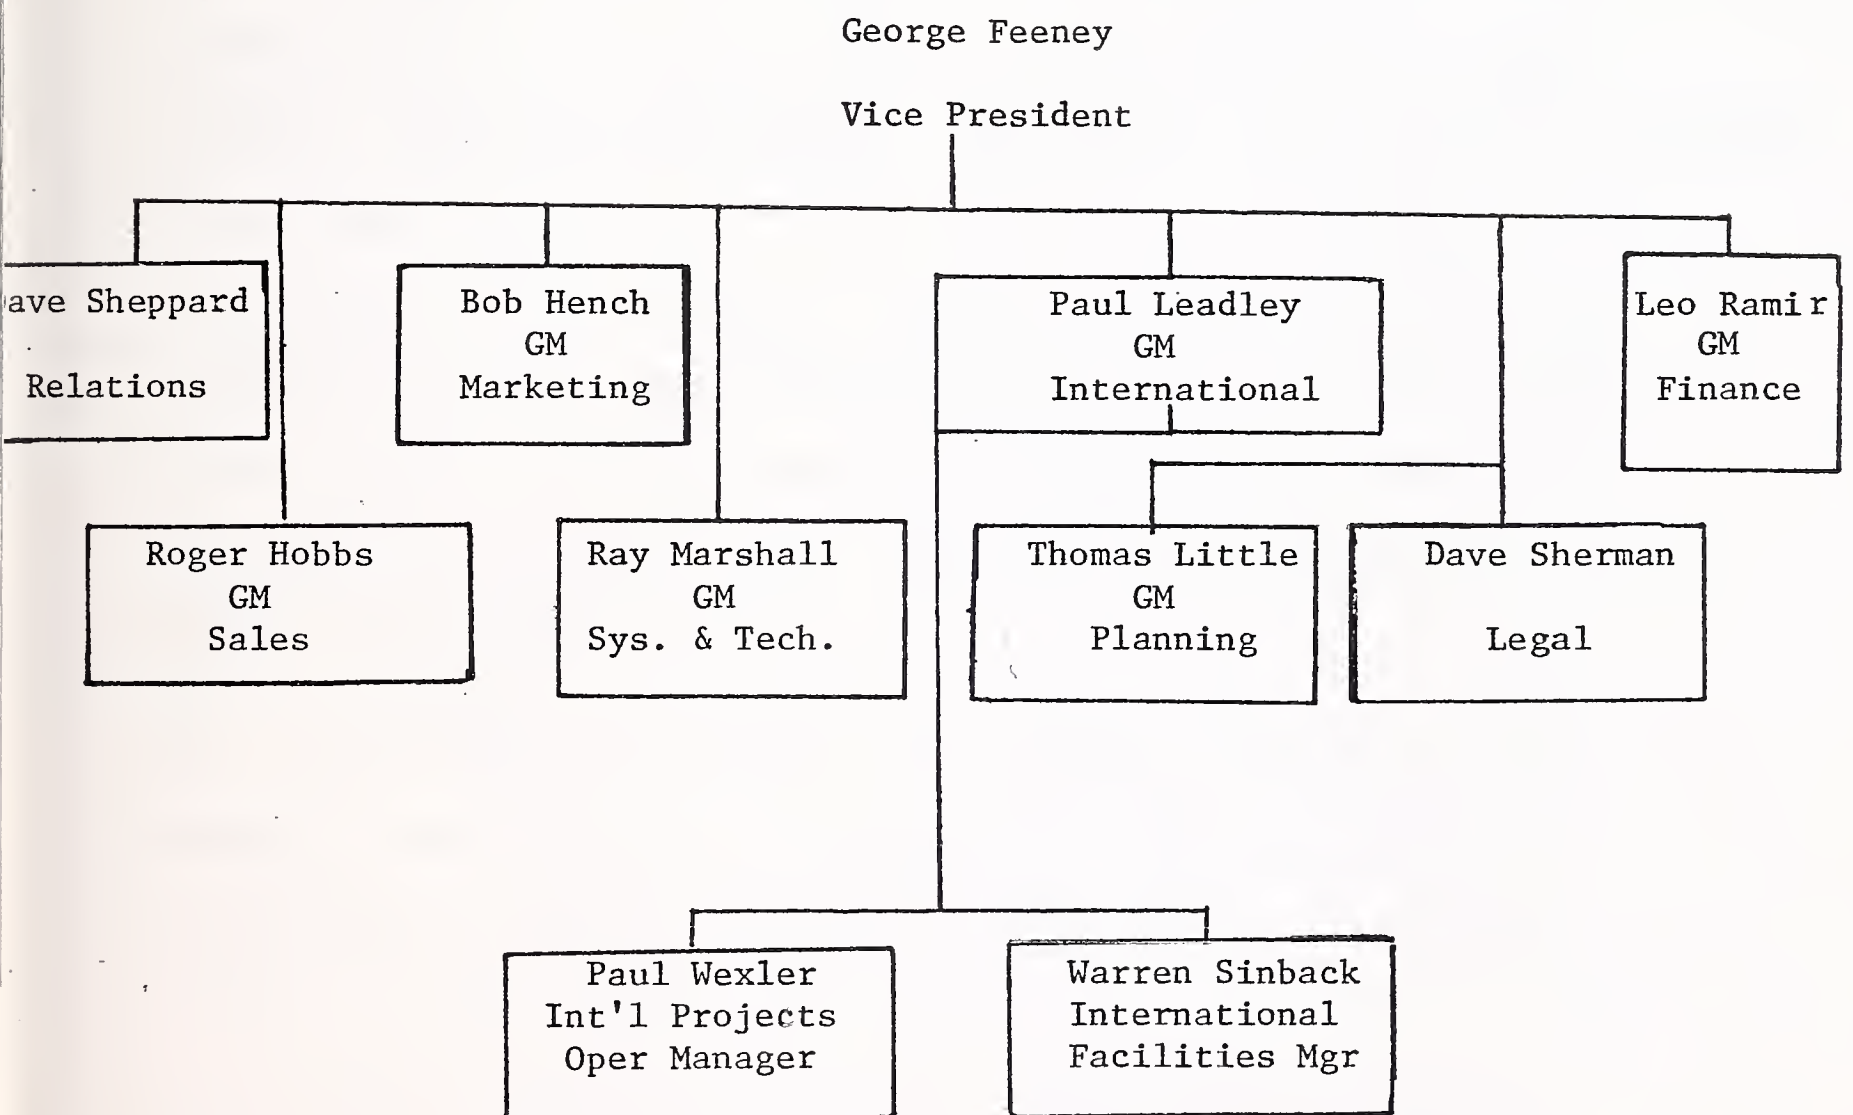 George Feeney
Vice President
ave Sheppard
Relations
Bob Hench
GM
Marketing
Paul Leadley
GM
International
Leo Ramir
GM
Finance
Roger Hobbs
GM
Sales
Ray Marshall
GM
Sys. & Tech.
Thomas Little
GM
Planning
Dave Sherman
Legal
Paul Wexler
Int'l Projects
Oper Manager
Warren Sinback
International
Facilities Mgr